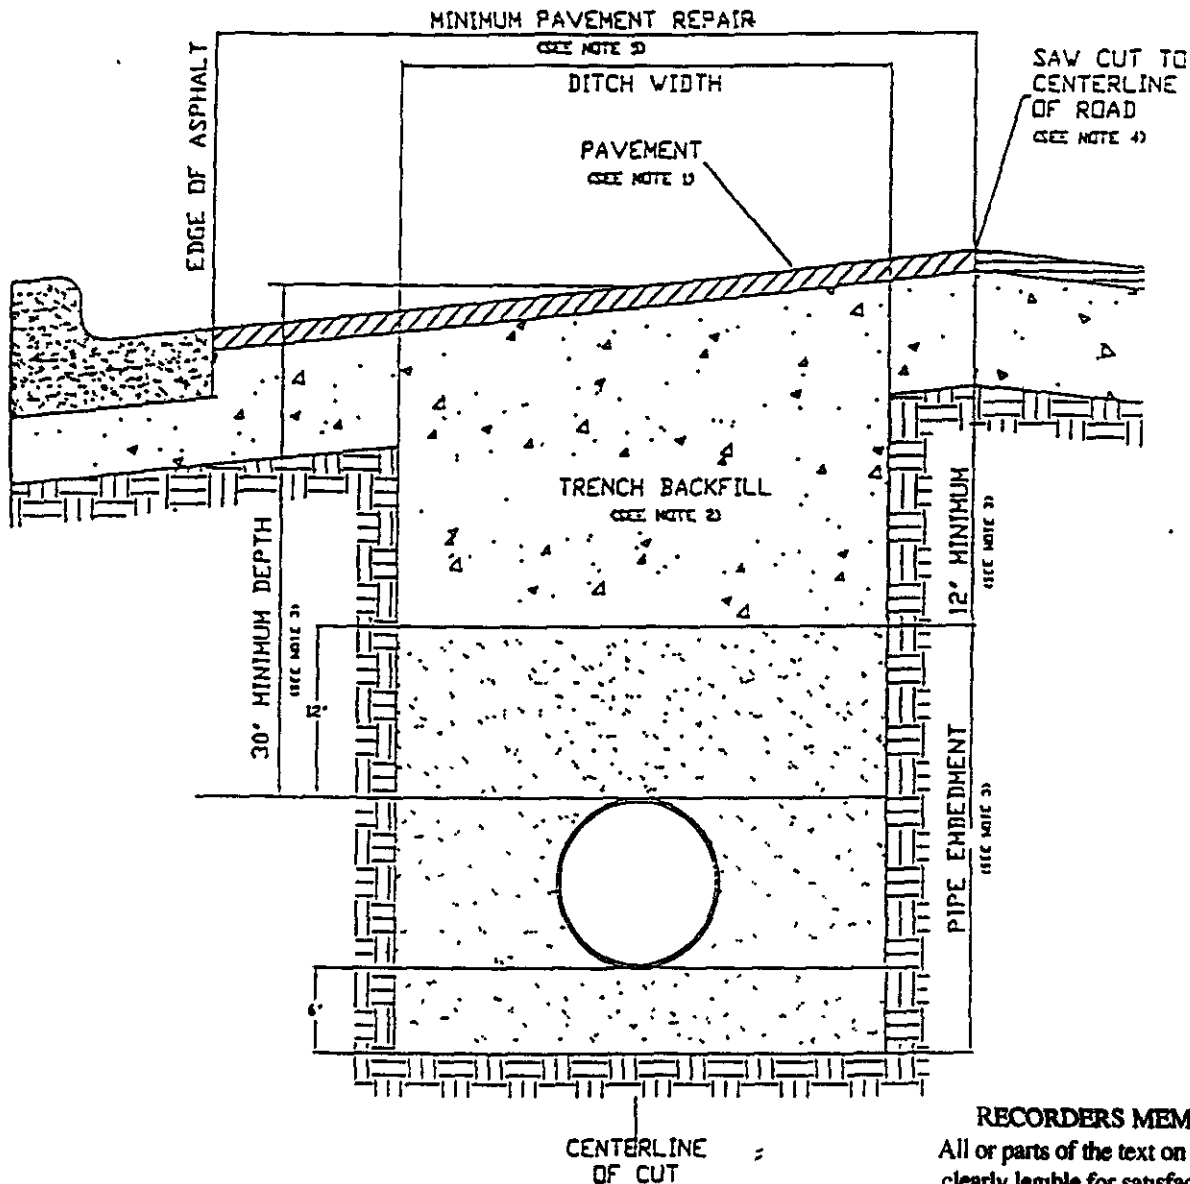 MINIMUM PAVEMENT REPAIR
(SEE NOTE 5)
DITCH WIDTH
SAW CUT TO
CENTERLINE
OF ROAD
(SEE NOTE 4)
EDGE OF ASPHALT
PAVEMENT
(SEE NOTE 1)
TRENCH BACKFILL
(SEE NOTE 2)
30" MINIMUM DEPTH
(SEE NOTE 3)
12" MINIMUM
(SEE NOTE 3)
12"
PIPE EMBEDMENT
(SEE NOTE 3)
6"
CENTERLINE
OF CUT
RECORDERS MEM
All or parts of the text on
clearly legible for satisfac